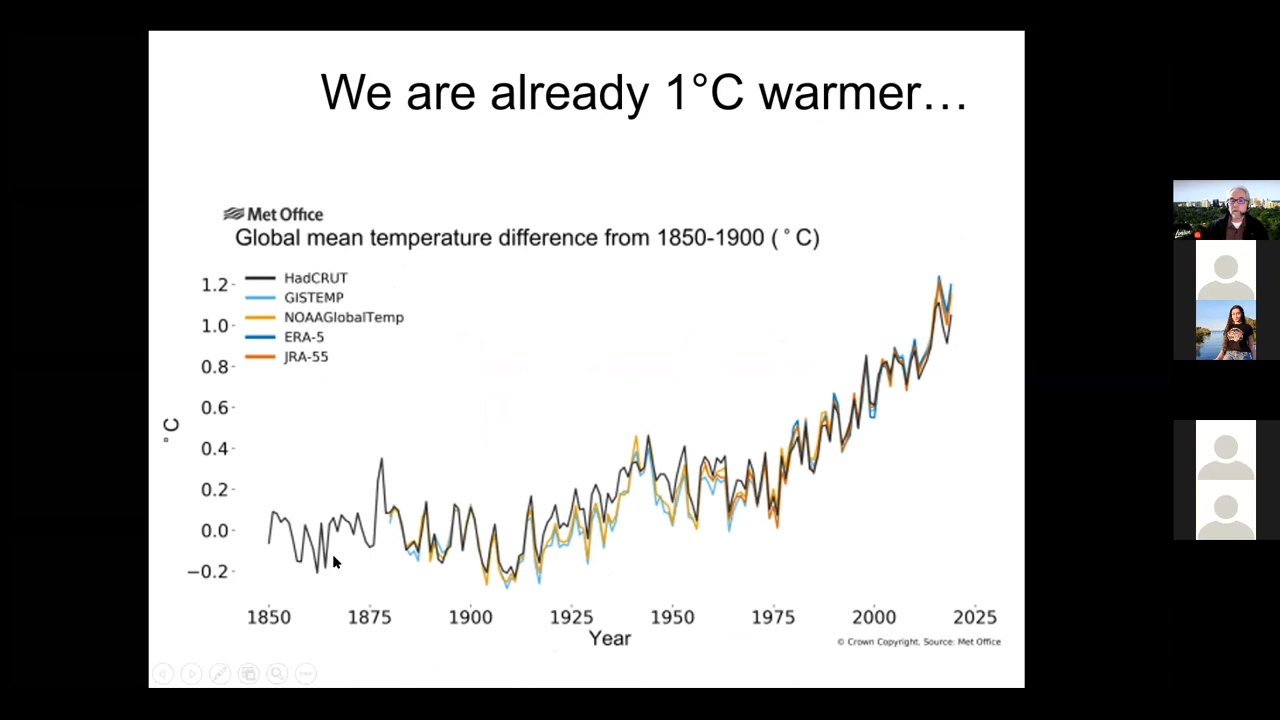 We are already 1°C warmer…
Met Office
Global mean temperature difference from 1850-1900 (°C)
HadCRUT
GISTEMP
NOAAGlobalTemp
ERA-5
JRA-55
1.2
1.0
0.8
0.6
0.4
0.2
0.0
−0.2
°C
1850 1875 1900 1925 1950 1975 2000 2025
Year
© Crown Copyright. Source: Met Office